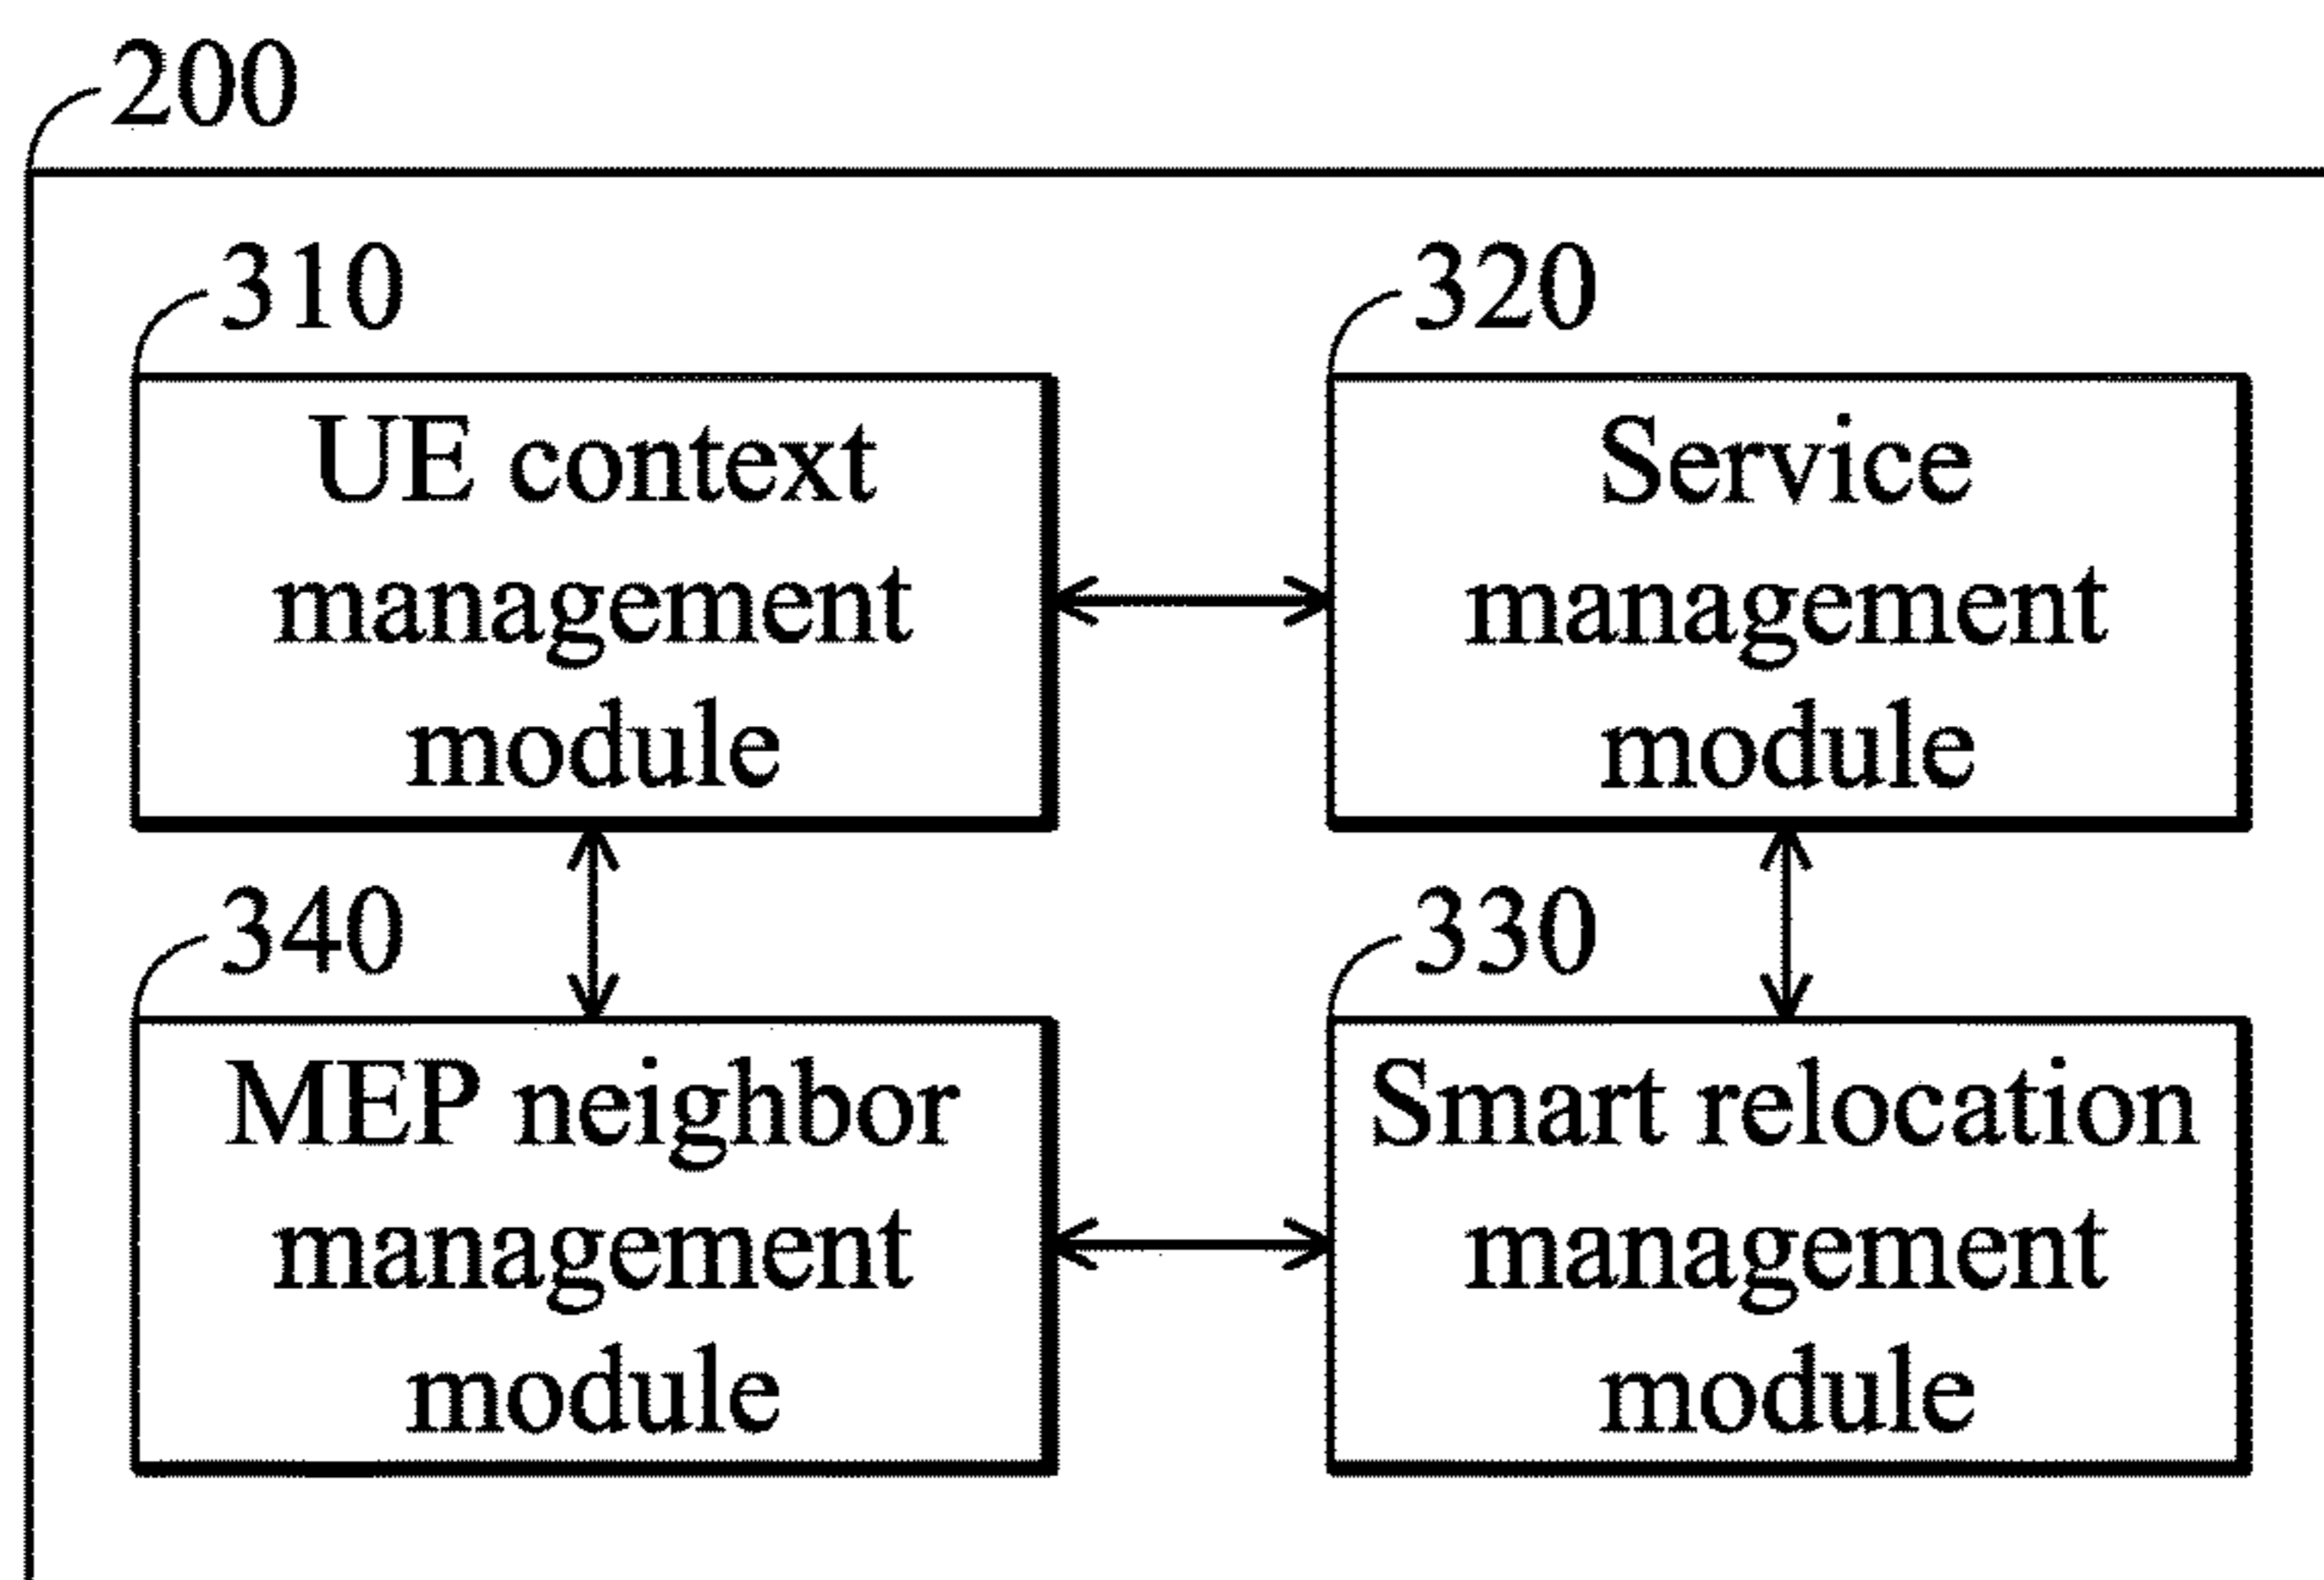 200
310
UE context
management
module
320
Service
management
module
340
MEP neighbor
management
module
330
Smart relocation
management
module